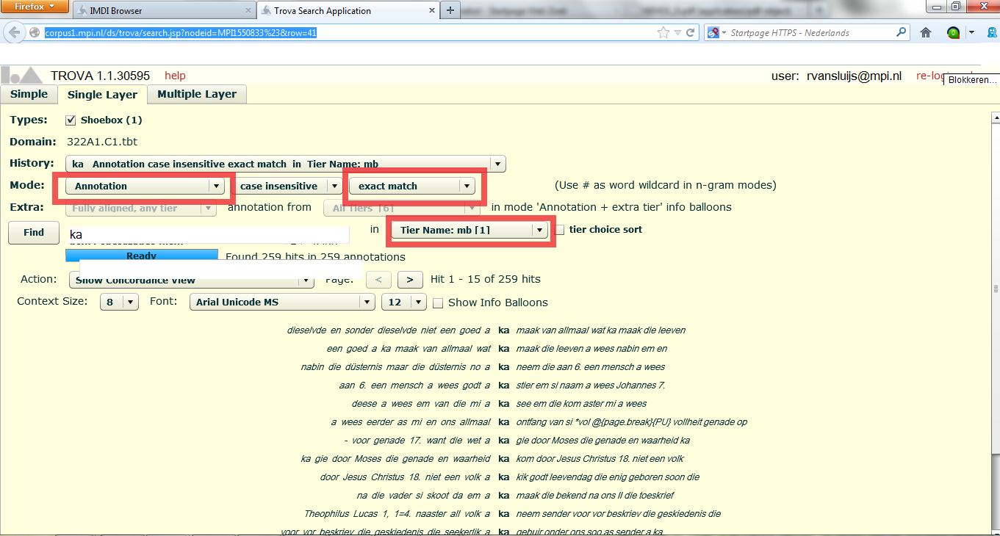 Firefox
IMDI Browser
Trova Search Application
corpus1.mpi.nl/ds/trova/search.jsp?nodeid=MPI1550833%23&row=41
Startpage HTTPS - Nederlands
TROVA 1.1.30595 help
user: rvansluijs@mpi.nl
Blokkeren...
Simple Single Layer Multiple Layer
Types: Shoebox (1)
Domain: 322A1.C1.tbt
History: ka Annotation case insensitive exact match in Tier Name: mb
Mode: Annotation case insensitive exact match (Use # as word wildcard in n-gram modes)
Extra: Fully aligned, any tier annotation from All Tiers [6] in mode 'Annotation + extra tier' info balloons
Find ka in Tier Name: mb [1] tier choice sort
Ready Found 259 hits in 259 annotations
Action: Show Concordance View Page: < > Hit 1 - 15 of 259 hits
Context Size: 8 Font: Arial Unicode MS 12 Show Info Balloons
dieselvde en sonder dieselvde niet een goed a ka maak van allmaal wat ka maak die leeven
een goed a ka maak van allmaal wat ka maak die leeven a wees nabin em en
nabin die düsternis maar die düsternis no a ka neem die aan 6. een mensch a wees
aan 6. een mensch a wees godt a ka stier em si naam a wees Johannes 7.
deese a wees em van die mi a ka see em die kom aster mi a wees
a wees eerder as mi en ons allmaal ka ontfang van si *vol @{page.break}{PU} vollheit genade op
- voor genade 17. want die wet a ka gie door Moses die genade en waarheid ka
ka gie door Moses die genade en waarheid ka kom door Jesus Christus 18. niet een volk
door Jesus Christus 18. niet een volk a ka kik godt leevendag die enig geboren soon die
na die vader si skoot da em a ka maak die bekend na ons II die toeskrief
Theophilus Lucas 1, 1=4. naaster all volk a ka neem sender voor vor beskriev die geskiedenis die
voor vor beskriev die geskiedenis die seekerlik a ka gebuir onder ons soo as sender a ka